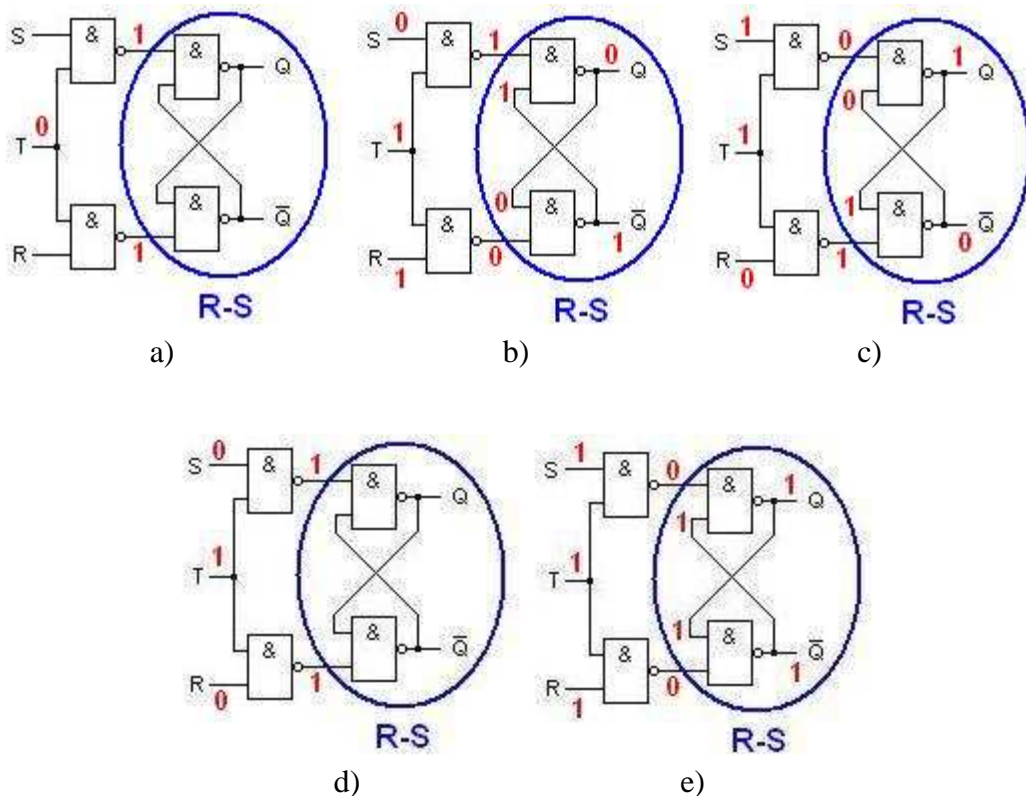 S & 1 & Q
0
T
R & 1 & Q̅
R-S
a)
0
S & 1 & 0 Q
1
1
T
0
R & 0 & 1 Q̅
1
R-S
b)
1
S & 0 & 1 Q
0
1
T
1
R & 1 & 0 Q̅
0
R-S
c)
0
S & 1 & Q
1
T
R & 1 & Q̅
0
R-S
d)
1
S & 0 & 1 Q
1
1
T
1
R & 0 & 1 Q̅
1
R-S
e)